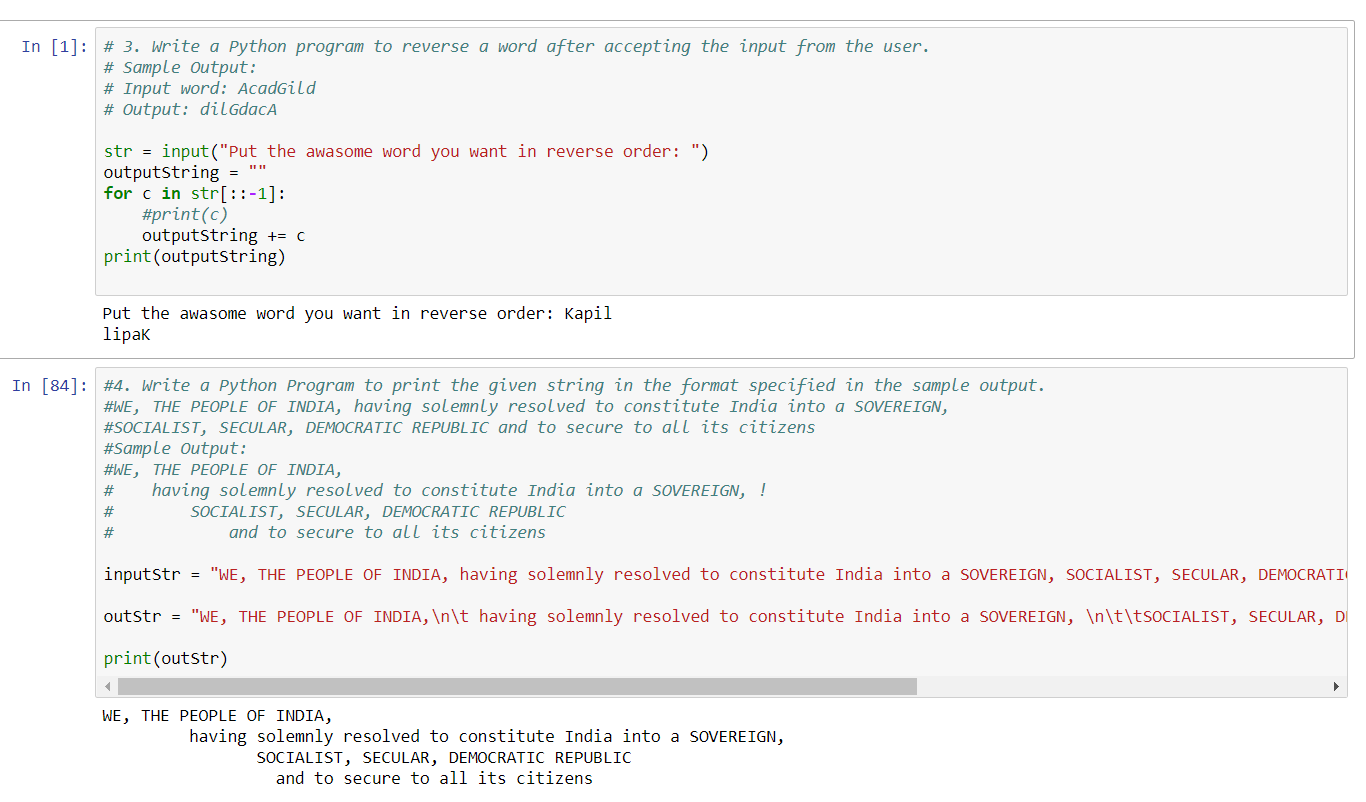 In [1]: # 3. Write a Python program to reverse a word after accepting the input from the user.
# Sample Output:
# Input word: AcadGild
# Output: dilGdacA
str = input("Put the awasome word you want in reverse order: ")
outputString = ""
for c in str[::-1]:
    #print(c)
    outputString += c
print(outputString)
Put the awasome word you want in reverse order: Kapil
lipaK
In [84]: #4. Write a Python Program to print the given string in the format specified in the sample output.
#WE, THE PEOPLE OF INDIA, having solemnly resolved to constitute India into a SOVEREIGN,
#SOCIALIST, SECULAR, DEMOCRATIC REPUBLIC and to secure to all its citizens
#Sample Output:
#WE, THE PEOPLE OF INDIA,
#    having solemnly resolved to constitute India into a SOVEREIGN, !
#        SOCIALIST, SECULAR, DEMOCRATIC REPUBLIC
#            and to secure to all its citizens
inputStr = "WE, THE PEOPLE OF INDIA, having solemnly resolved to constitute India into a SOVEREIGN, SOCIALIST, SECULAR, DEMOCRATI
outStr = "WE, THE PEOPLE OF INDIA,\n\t having solemnly resolved to constitute India into a SOVEREIGN, \n\t\tSOCIALIST, SECULAR,
print(outStr)
WE, THE PEOPLE OF INDIA,
         having solemnly resolved to constitute India into a SOVEREIGN,
                SOCIALIST, SECULAR, DEMOCRATIC REPUBLIC
                  and to secure to all its citizens